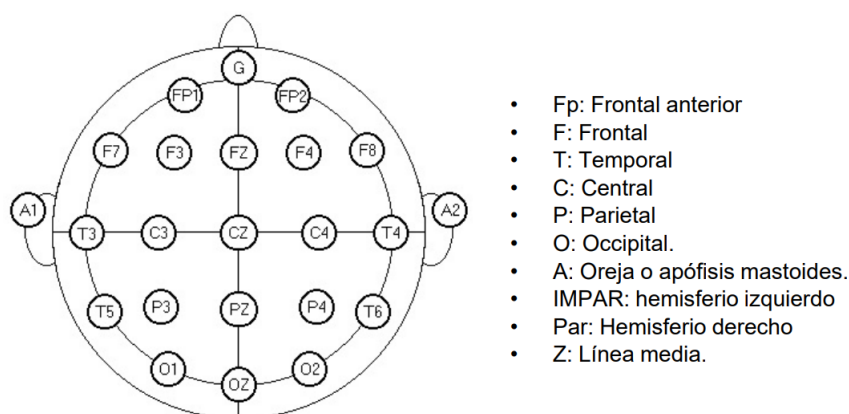 G
FP1 FP2
F7 F3 FZ F4 F8
A1 A2
T3 C3 CZ C4 T4
T5 P3 PZ P4 T6
O1 O2
OZ
• Fp: Frontal anterior
• F: Frontal
• T: Temporal
• C: Central
• P: Parietal
• O: Occipital.
• A: Oreja o apófisis mastoides.
• IMPAR: hemisferio izquierdo
• Par: Hemisferio derecho
• Z: Línea media.